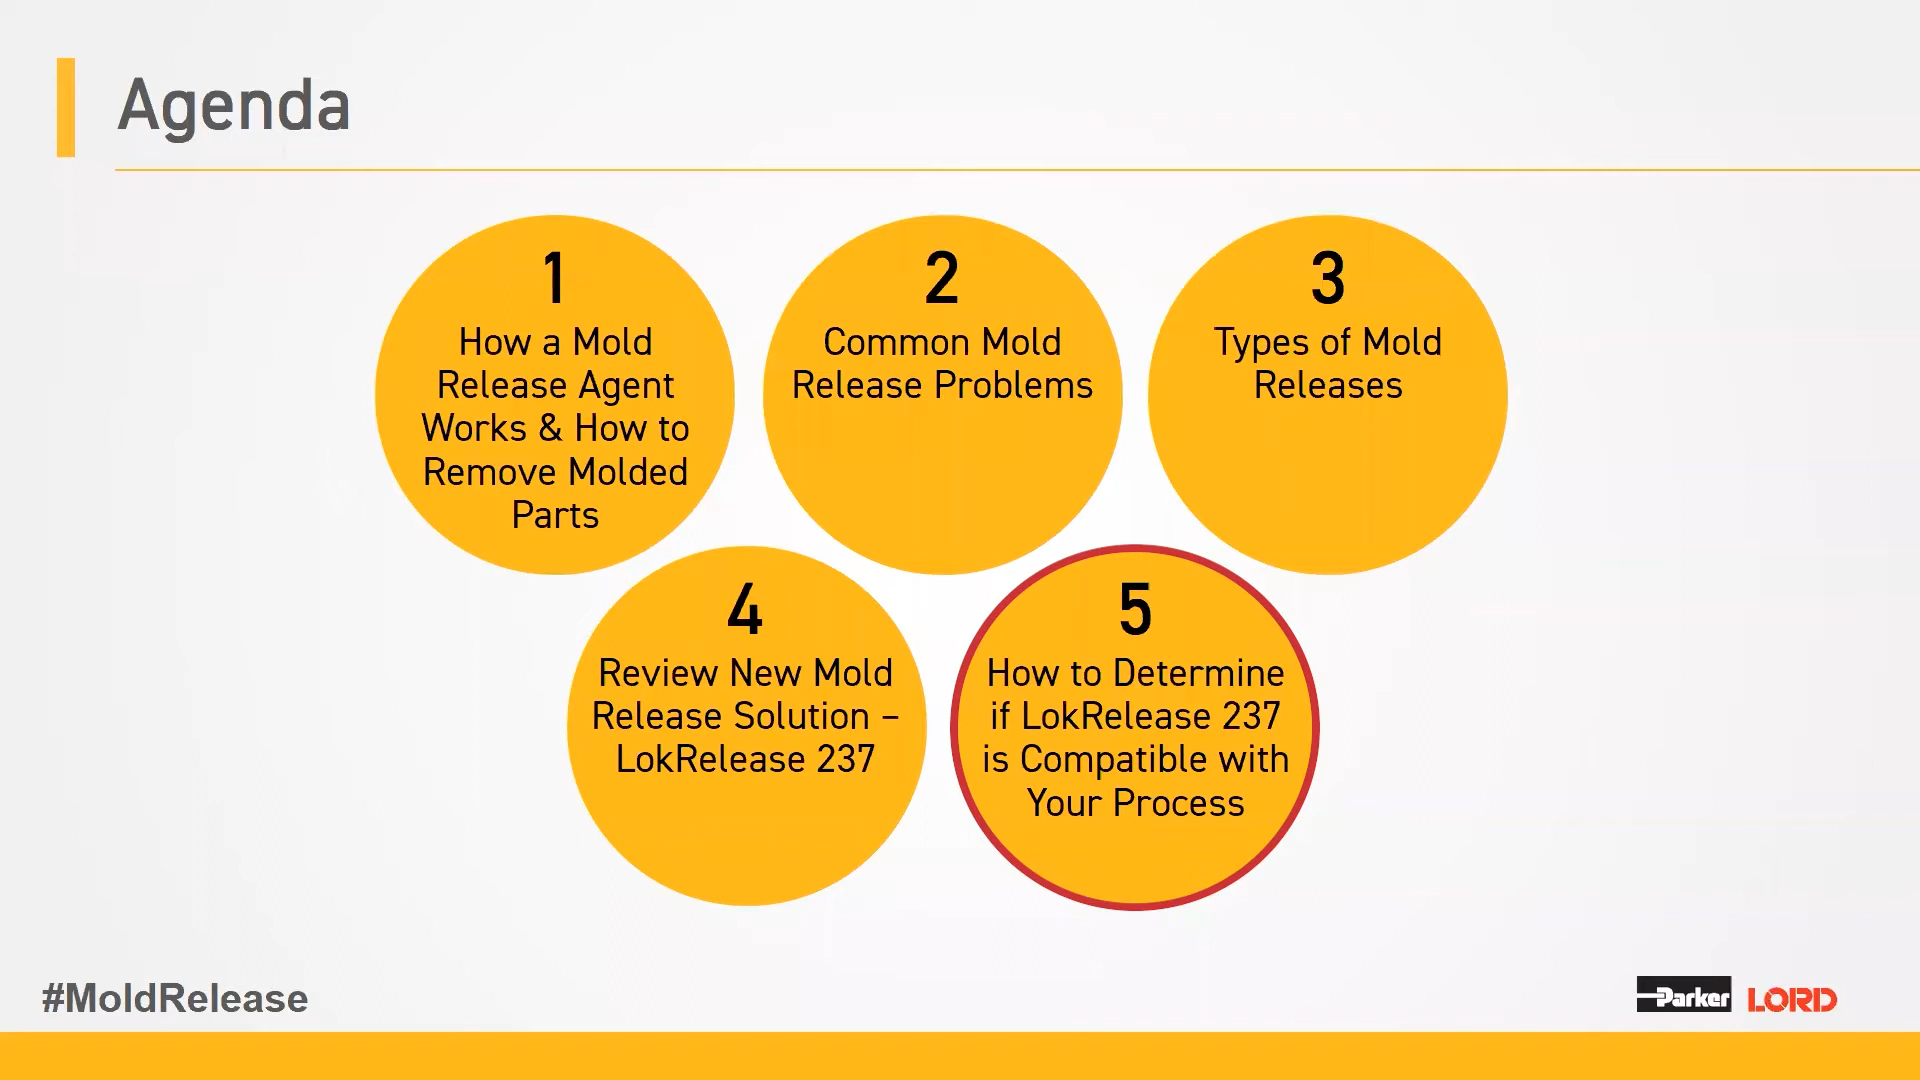 Agenda
1
How a Mold
Release Agent
Works & How to
Remove Molded
Parts
2
Common Mold
Release Problems
3
Types of Mold
Releases
4
Review New Mold
Release Solution –
LokRelease 237
5
How to Determine
if LokRelease 237
is Compatible with
Your Process
#MoldRelease
Parker LORD